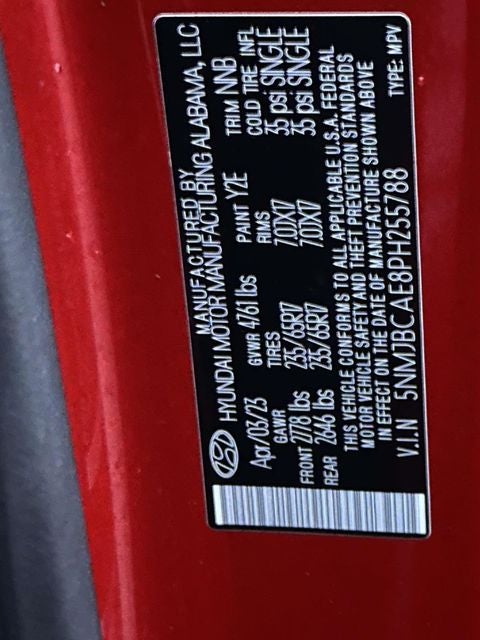 MANUFACTURED BY
HYUNDAI MOTOR MANUFACTURING ALABAMA, LLC
Apr/03/23 GVWR 4761 lbs PAINT Y2E TRIM NNB
GAWR TIRES RIMS COLD TIRE INFL
FRONT 2778 lbs 235/65R17 7.0JX17 35 psi SINGLE
REAR 2646 lbs 235/65R17 7.0JX17 35 psi SINGLE
THIS VEHICLE CONFORMS TO ALL APPLICABLE U.S.A. FEDERAL
MOTOR VEHICLE SAFETY AND THEFT PREVENTION STANDARDS
IN EFFECT ON THE DATE OF MANUFACTURE SHOWN ABOVE
V.I.N 5NMJBCAE8PH255788 TYPE: MPV